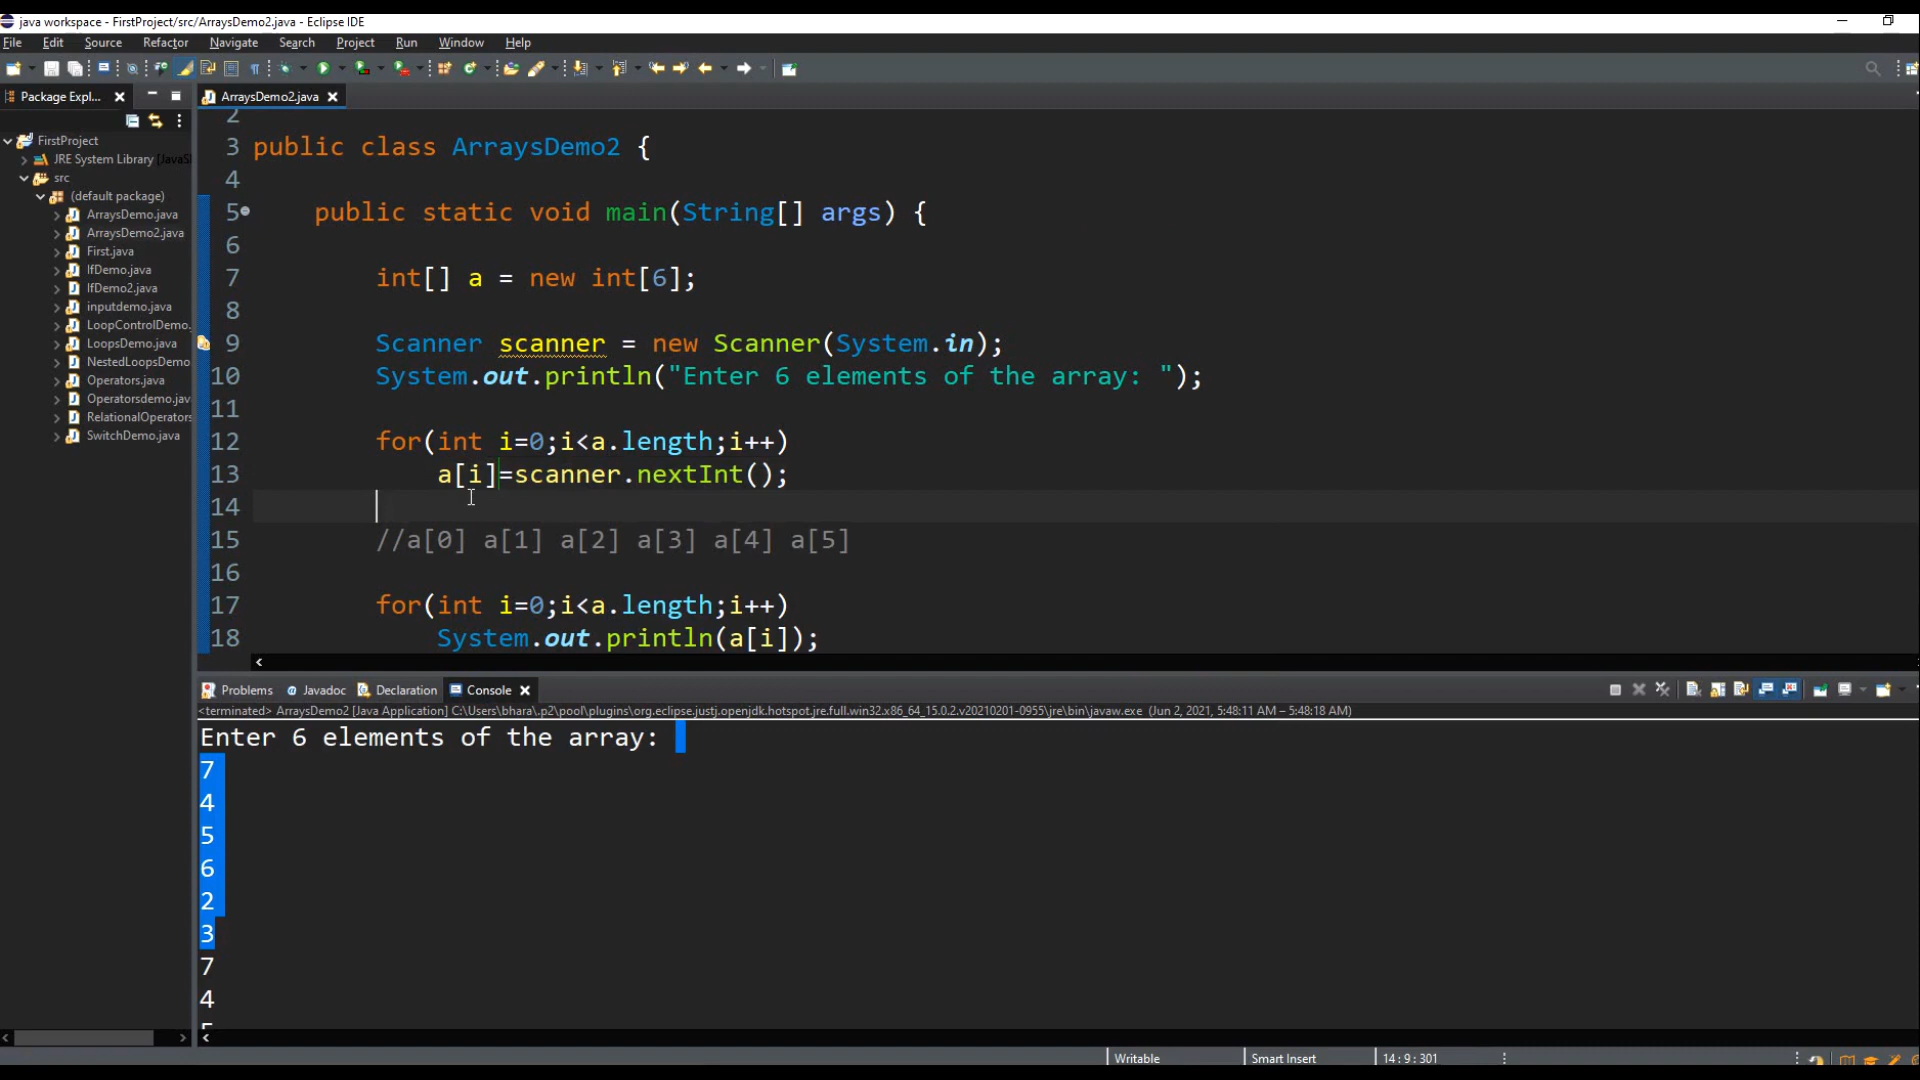 java workspace - FirstProject/src/ArraysDemo2.java - Eclipse IDE
File Edit Source Refactor Navigate Search Project Run Window Help
Package Expl...
ArraysDemo2.java
FirstProject
JRE System Library [JavaS
src
(default package)
ArraysDemo.java
ArraysDemo2.java
First.java
IfDemo.java
IfDemo2.java
inputdemo.java
LoopControlDemo.
LoopsDemo.java
NestedLoopsDemo
Operators.java
Operatorsdemo.jav
RelationalOperators
SwitchDemo.java
2
3 public class ArraysDemo2 {
4
5 public static void main(String[] args) {
6
7 int[] a = new int[6];
8
9 Scanner scanner = new Scanner(System.in);
10 System.out.println("Enter 6 elements of the array: ");
11
12 for(int i=0;i<a.length;i++)
13 a[i]=scanner.nextInt();
14
15 //a[0] a[1] a[2] a[3] a[4] a[5]
16
17 for(int i=0;i<a.length;i++)
18 System.out.println(a[i]);
Problems Javadoc Declaration Console
<terminated> ArraysDemo2 [Java Application] C:\Users\bhara\.p2\pool\plugins\org.eclipse.justj.openjdk.hotspot.jre.full.win32.x86_64_15.0.2.v20210201-0955\jre\bin\javaw.exe (Jun 2, 2021, 5:48:11 AM – 5:48:18 AM)
Enter 6 elements of the array:
7
4
5
6
2
3
7
4
Writable Smart Insert 14 : 9 : 301